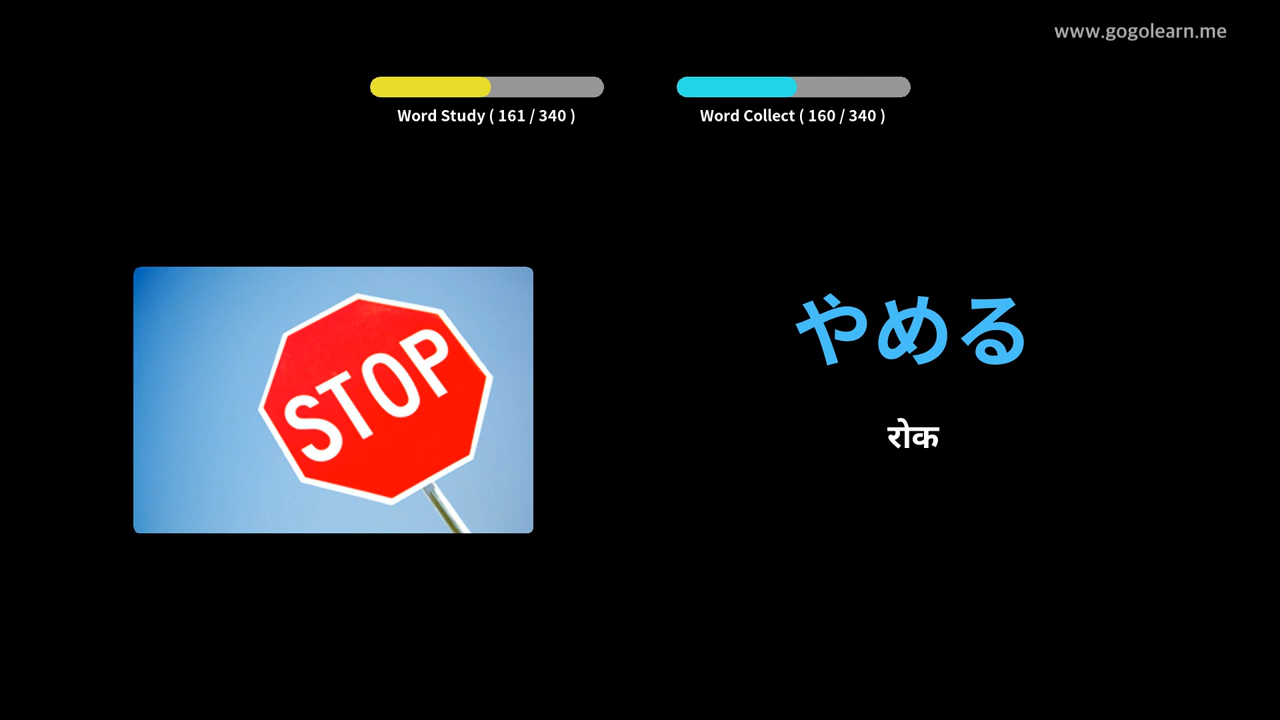 www.gogolearn.me
Word Study ( 161 / 340 )
Word Collect ( 160 / 340 )
STOP
やめる
रोक